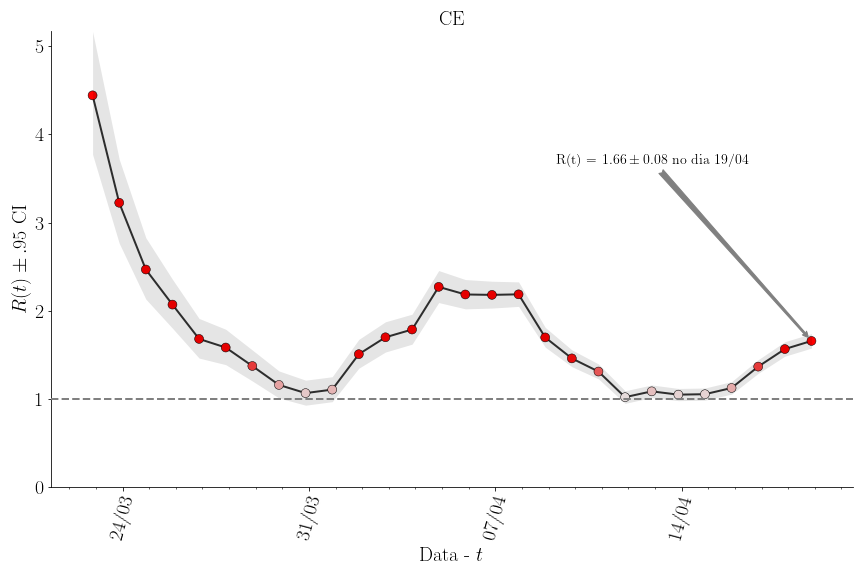 CE
5
4
3
2
1
0
R(t) ± .95 CI
R(t) = 1.66 ± 0.08 no dia 19/04
24/03
31/03
07/04
14/04
Data - t